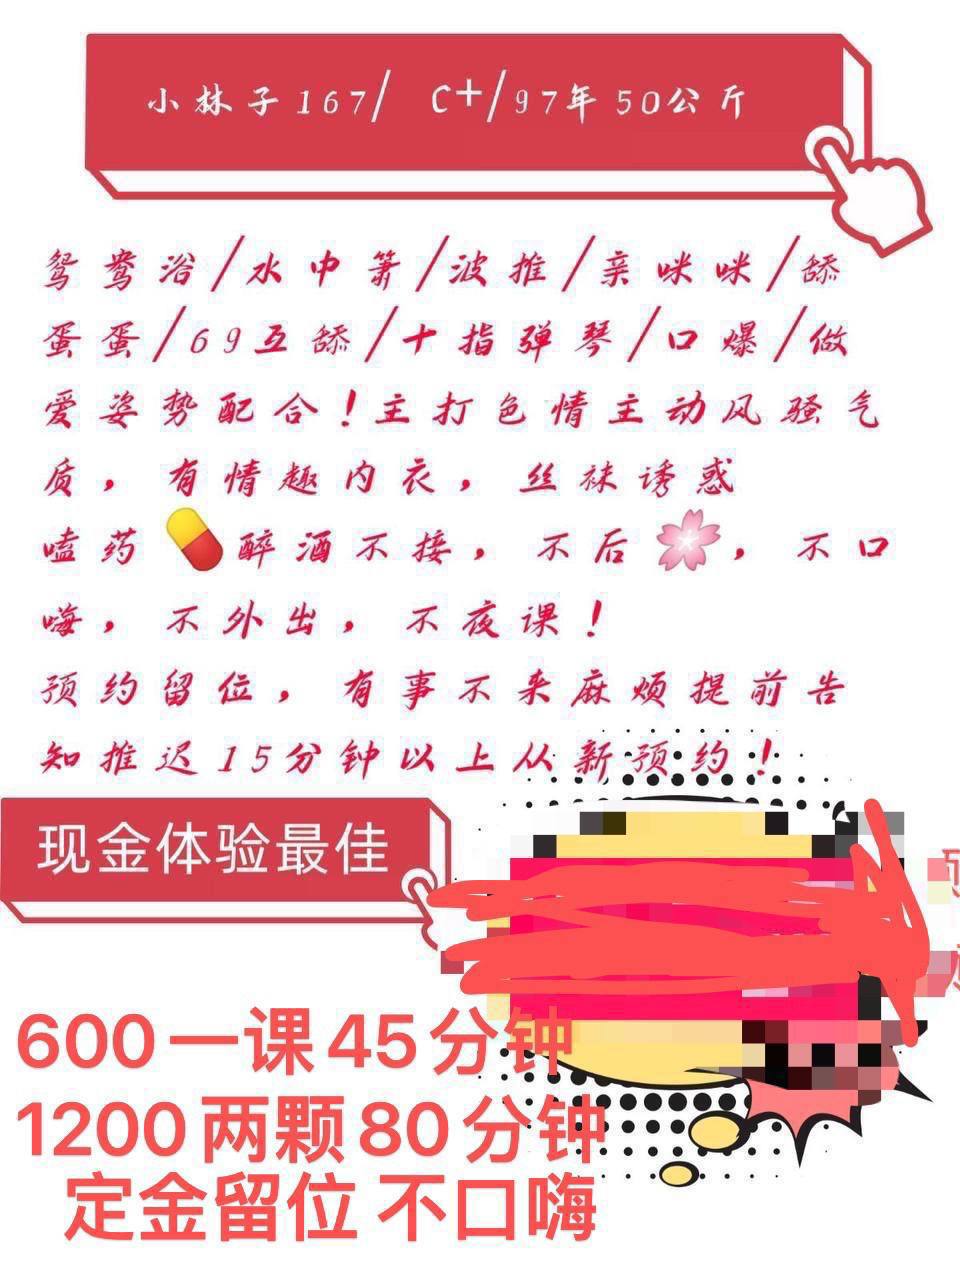 小林子167/ C+/97年50公斤
鸳鸯浴/水中箫/波推/亲咪咪/舔
蛋蛋/69互舔/十指弹琴/口爆/做
爱姿势配合！主打色情主动风骚气
质，有情趣内衣，丝袜诱惑
嗑药💊醉酒不接，不后🌸，不口
嗨，不外出，不夜课！
预约留位，有事不来麻烦提前告
知推迟15分钟以上从新预约！
现金体验最佳
600一课45分钟
1200两颗80分钟
定金留位 不口嗨